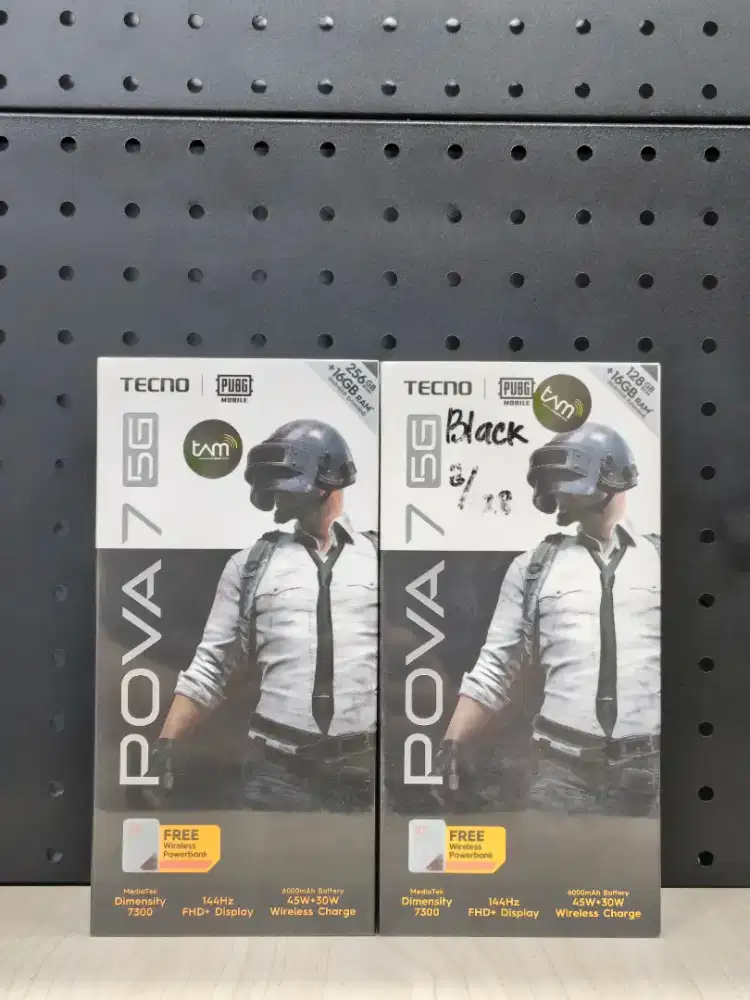 TECNO
PUBG
MOBILE
256GB
+16GB RAM*
tam
POVA 7 5G
FREE
Wireless
Powerbank
MediaTek
Dimensity
7300
144Hz
FHD+ Display
6000mAh Battery
45W+30W
Wireless Charge
TECNO
PUBG
MOBILE
128GB
+16GB RAM*
tam
Black
POVA 7 5G
FREE
Wireless
Powerbank
MediaTek
Dimensity
7300
144Hz
FHD+ Display
6000mAh Battery
45W+30W
Wireless Charge